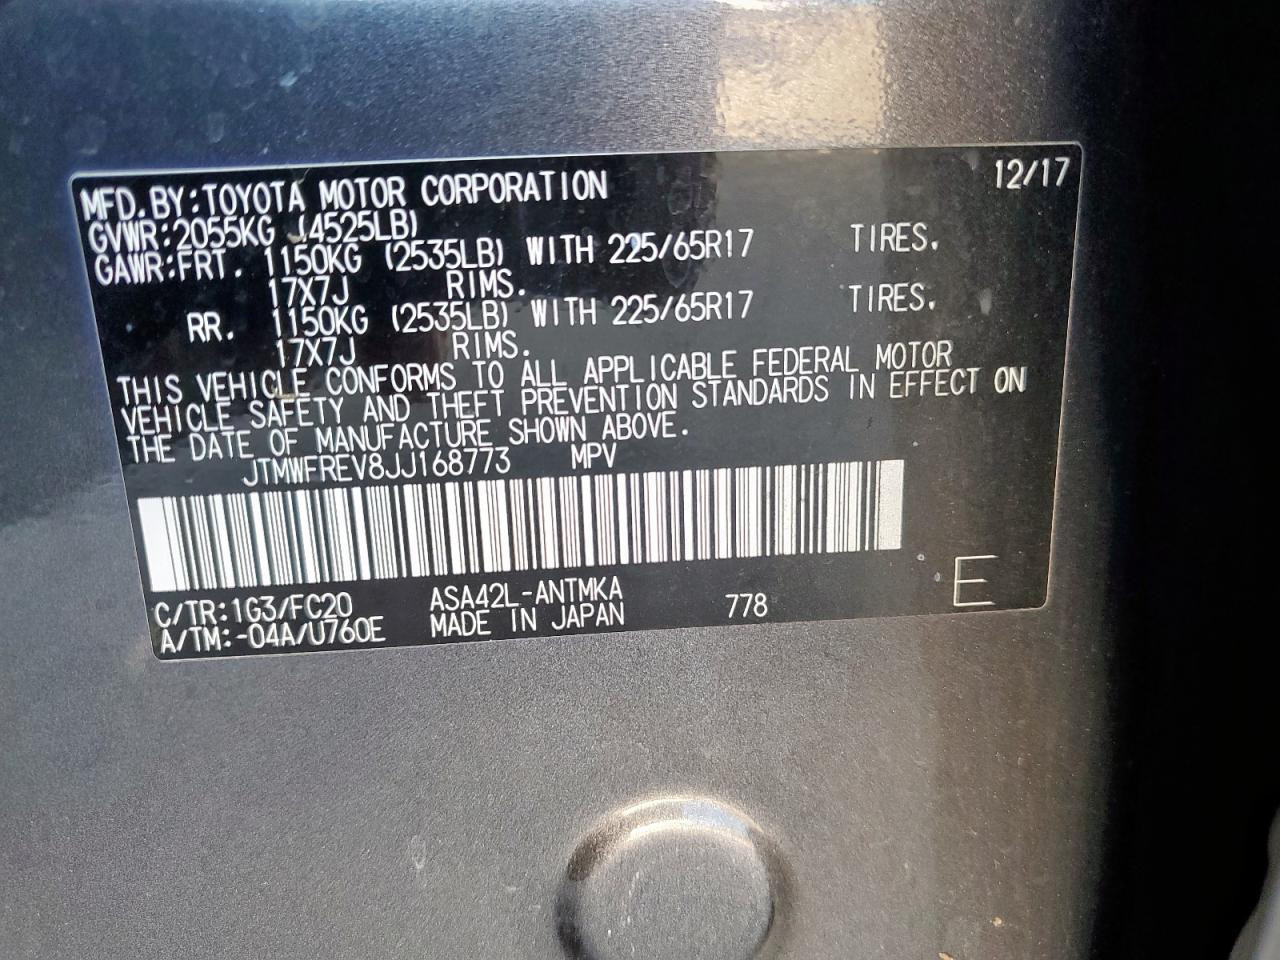 12/17
MFD.BY:TOYOTA MOTOR CORPORATION
GVWR:2055KG (4525LB)
GAWR:FRT. 1150KG (2535LB) WITH 225/65R17 TIRES.
17X7J RIMS.
RR. 1150KG (2535LB) WITH 225/65R17 TIRES.
17X7J RIMS.
THIS VEHICLE CONFORMS TO ALL APPLICABLE FEDERAL MOTOR
VEHICLE SAFETY AND THEFT PREVENTION STANDARDS IN EFFECT ON
THE DATE OF MANUFACTURE SHOWN ABOVE.
JTMWFREV8JJ168773 MPV
C/TR:1G3/FC20 ASA42L-ANTMKA 778 E
A/TM:-04A/U760E MADE IN JAPAN